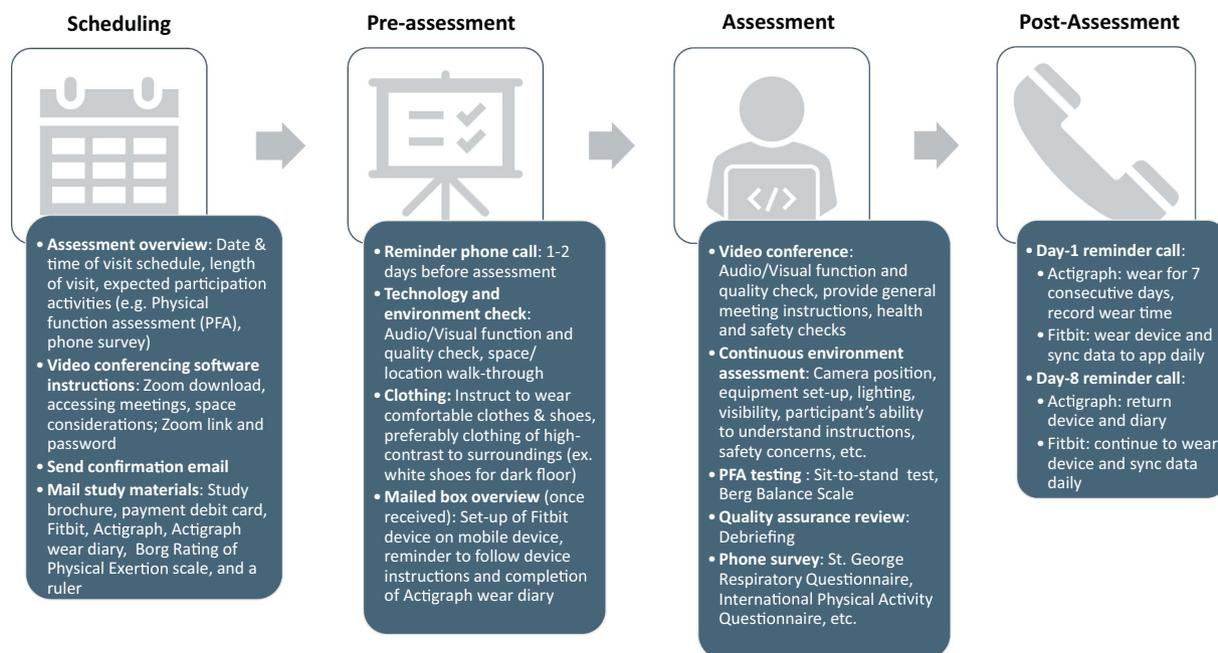 Scheduling
• Assessment overview: Date &
time of visit schedule, length
of visit, expected participation
activities (e.g. Physical
function assessment (PFA),
phone survey)
• Video conferencing software
instructions: Zoom download,
accessing meetings, space
considerations; Zoom link and
password
• Send confirmation email
• Mail study materials: Study
brochure, payment debit card,
Fitbit, Actigraph, Actigraph
wear diary, Borg Rating of
Physical Exertion scale, and a
ruler
Pre-assessment
• Reminder phone call: 1-2
days before assessment
• Technology and
environment check:
Audio/Visual function and
quality check, space/
location walk-through
• Clothing: Instruct to wear
comfortable clothes & shoes,
preferably clothing of high-
contrast to surroundings (ex.
white shoes for dark floor)
• Mailed box overview (once
received): Set-up of Fitbit
device on mobile device,
reminder to follow device
instructions and completion
of Actigraph wear diary
Assessment
</>
• Video conference:
Audio/Visual function and
quality check, provide general
meeting instructions, health
and safety checks
• Continuous environment
assessment: Camera position,
equipment set-up, lighting,
visibility, participant's ability
to understand instructions,
safety concerns, etc.
• PFA testing : Sit-to-stand test,
Berg Balance Scale
• Quality assurance review:
Debriefing
• Phone survey: St. George
Respiratory Questionnaire,
International Physical Activity
Questionnaire, etc.
Post-Assessment
• Day-1 reminder call:
• Actigraph: wear for 7
consecutive days,
record wear time
• Fitbit: wear device and
sync data to app daily
• Day-8 reminder call:
• Actigraph: return
device and diary
• Fitbit: continue to wear
device and sync data
daily